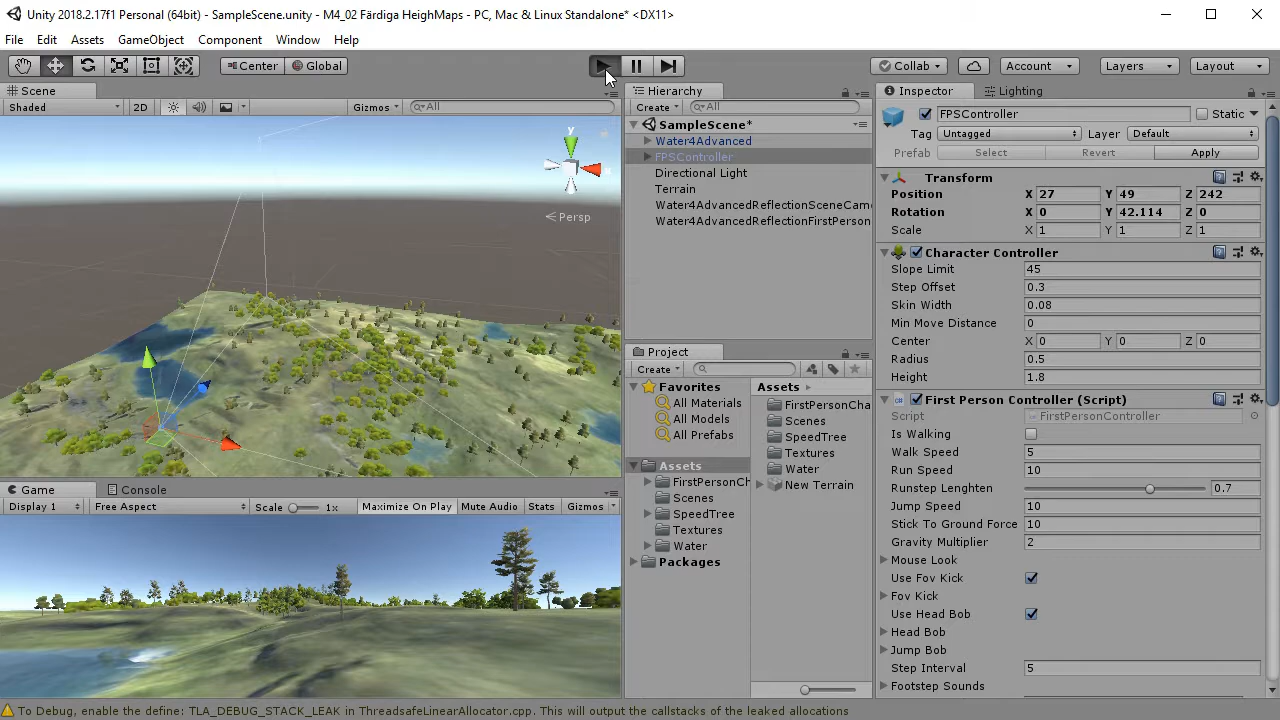 Unity 2018.2.17f1 Personal (64bit) - SampleScene.unity - M4_02 Färdiga HeighMaps - PC, Mac & Linux Standalone* <DX11>
File Edit Assets GameObject Component Window Help
Center Global Collab Account Layers Layout
Scene
Shaded 2D Gizmos All
y
x
Persp
Game Console
Display 1 Free Aspect Scale 1x Maximize On Play Mute Audio Stats Gizmos
Hierarchy
Create All
SampleScene*
Water4Advanced
FPSController
Directional Light
Terrain
Water4AdvancedReflectionSceneCam
Water4AdvancedReflectionFirstPerson
Project
Create
Favorites
All Materials
All Models
All Prefabs
Assets
FirstPersonCh
Scenes
SpeedTree
Textures
Water
Packages
Assets
FirstPersonCha
Scenes
SpeedTree
Textures
Water
New Terrain
Inspector Lighting
FPSController Static
Tag Untagged Layer Default
Prefab Select Revert Apply
Transform
Position X 27 Y 49 Z 242
Rotation X 0 Y 42.114 Z 0
Scale X 1 Y 1 Z 1
Character Controller
Slope Limit 45
Step Offset 0.3
Skin Width 0.08
Min Move Distance 0
Center X 0 Y 0 Z 0
Radius 0.5
Height 1.8
First Person Controller (Script)
Script FirstPersonController
Is Walking
Walk Speed 5
Run Speed 10
Runstep Lenghten 0.7
Jump Speed 10
Stick To Ground Force 10
Gravity Multiplier 2
Mouse Look
Use Fov Kick
Fov Kick
Use Head Bob
Head Bob
Jump Bob
Step Interval 5
Footstep Sounds
To Debug, enable the define: TLA_DEBUG_STACK_LEAK in ThreadsafeLinearAllocator.cpp. This will output the callstacks of the leaked allocations